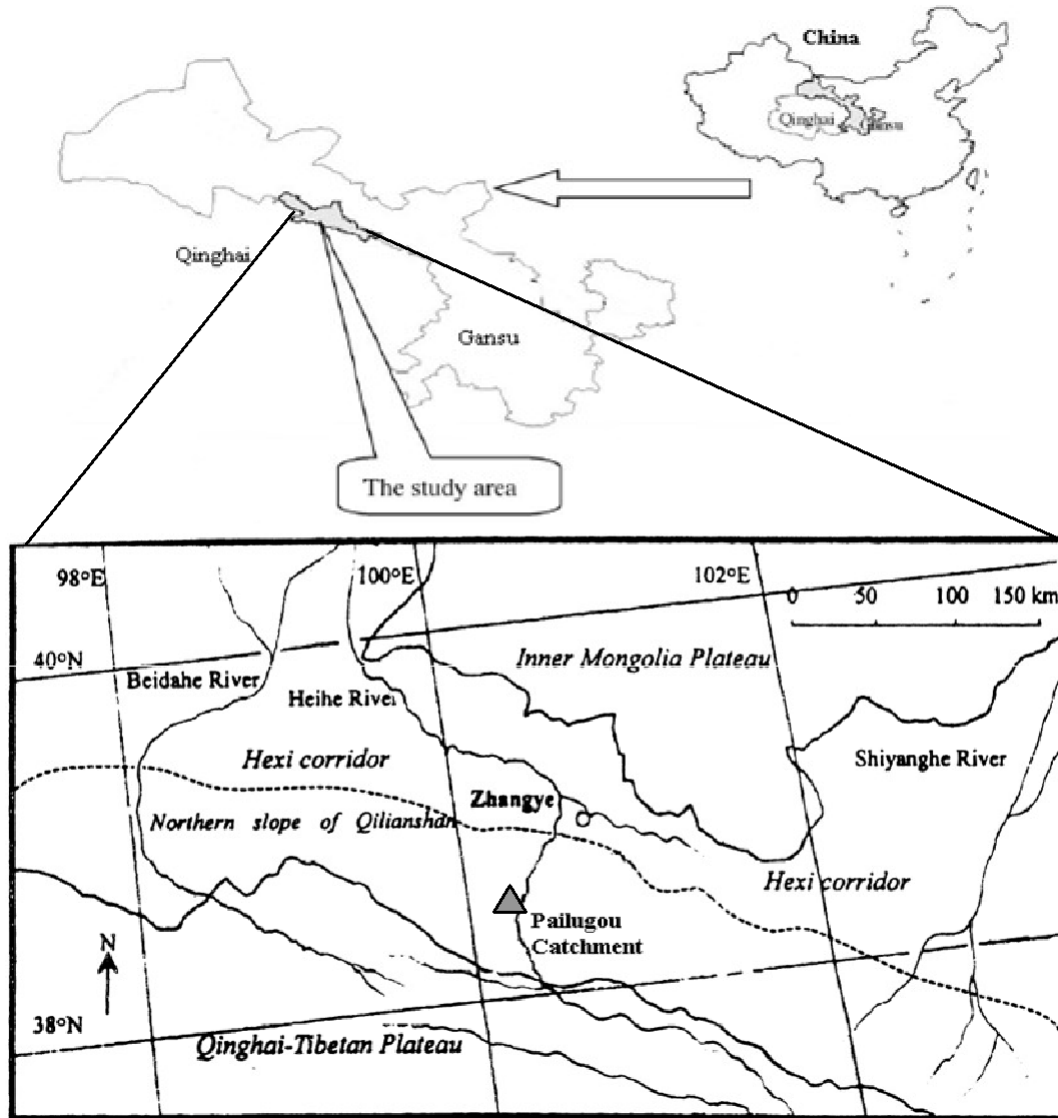 China
Qinghai
Gansu
Qinghai
Gansu
The study area
98°E
100°E
102°E
0 50 100 150 km
40°N
Inner Mongolia Plateau
Beidahe River
Heihe River
Hexi corridor
Shiyanghe River
Zhangye
Northern slope of Qilianshan
Hexi corridor
Pailugou
Catchment
N
38°N
Qinghai-Tibetan Plateau